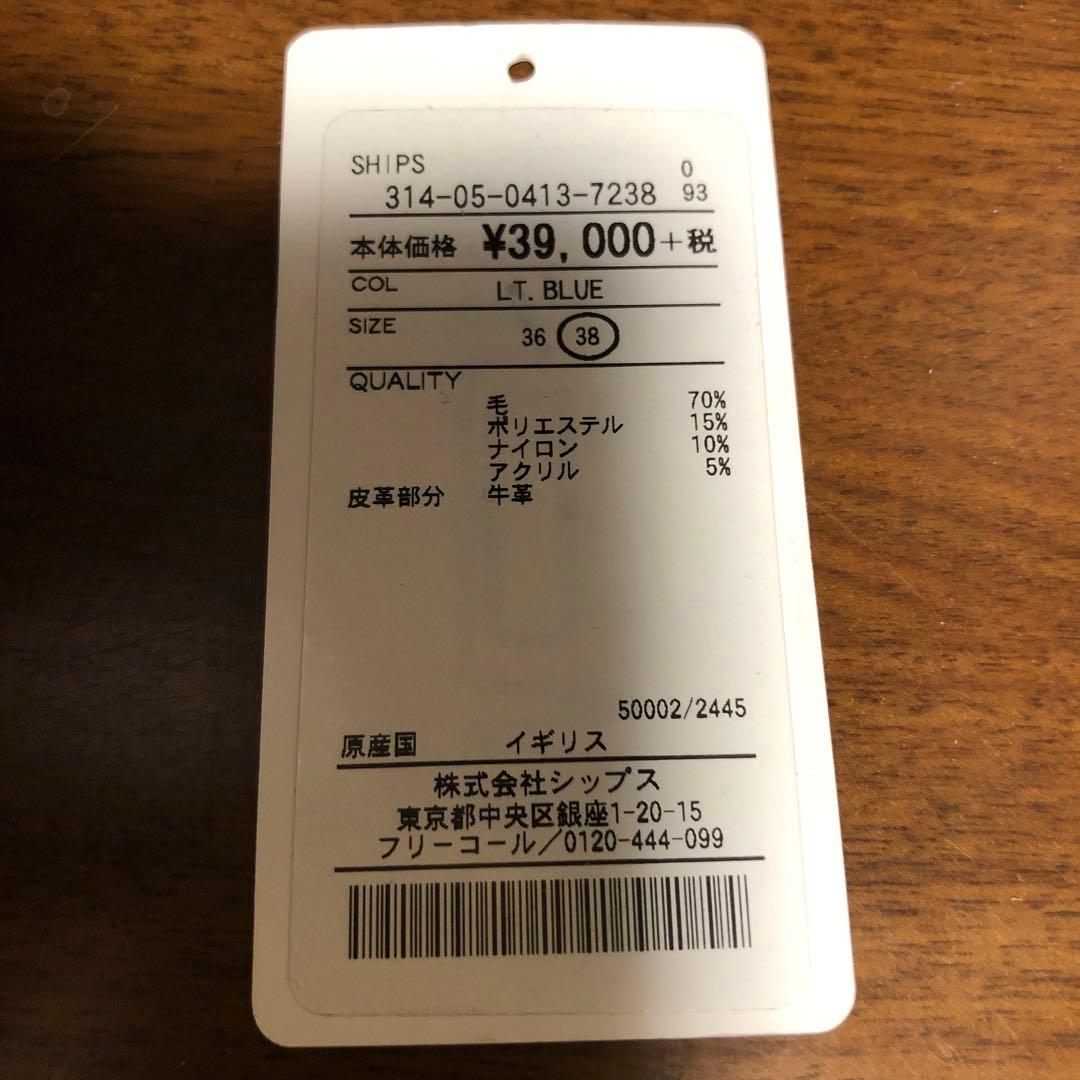 SHIPS 0
314-05-0413-7238 93
本体価格 ¥39,000+税
COL LT. BLUE
SIZE 36 38
QUALITY
毛 70%
ポリエステル 15%
ナイロン 10%
アクリル 5%
皮革部分 牛革
50002/2445
原産国 イギリス
株式会社シップス
東京都中央区銀座1-20-15
フリーコール/0120-444-099